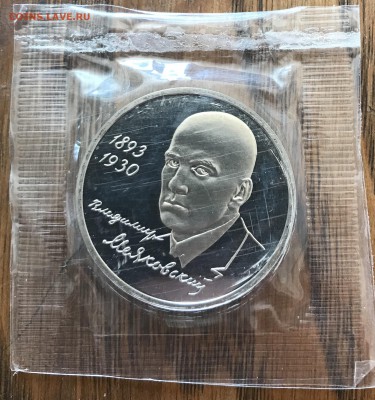 COINS.LAVE.RU
1893
1930
Владимир
Маяковский